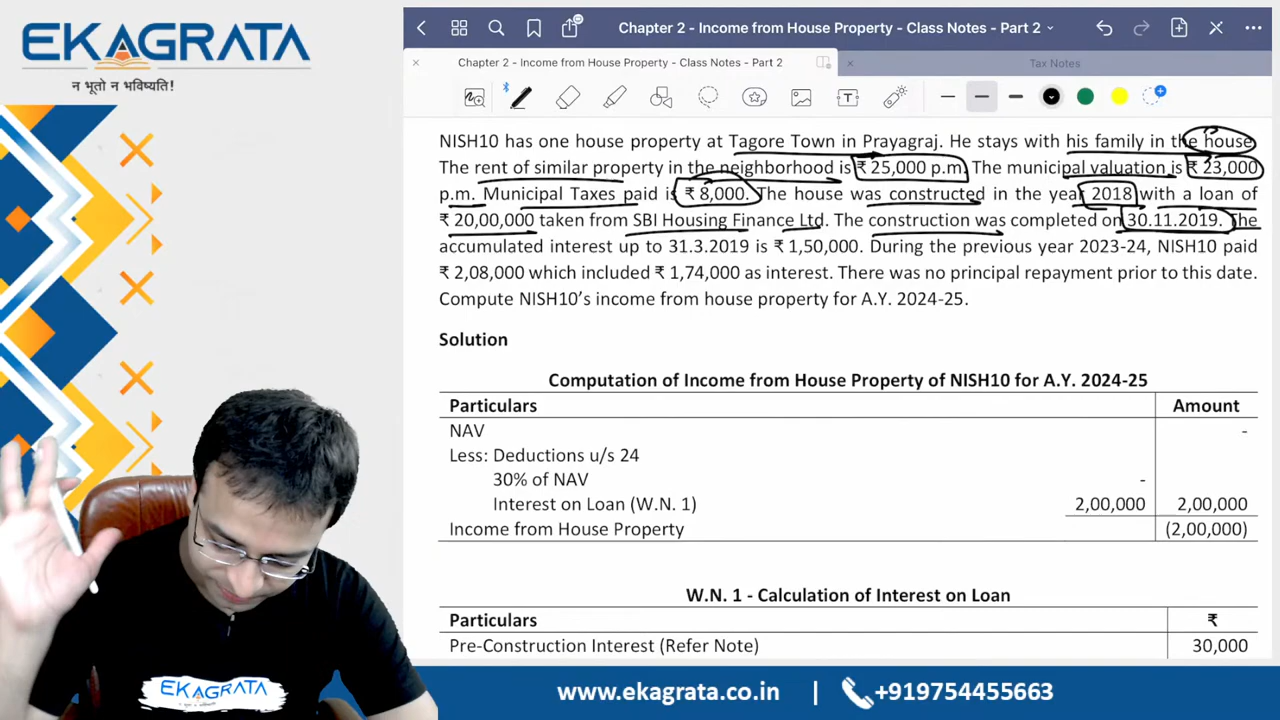 EKAGRATA
न भूतो न भविष्यति!
Chapter 2 - Income from House Property - Class Notes - Part 2
Chapter 2 - Income from House Property - Class Notes - Part 2
Tax Notes
NISH10 has one house property at Tagore Town in Prayagraj. He stays with his family in the house.
The rent of similar property in the neighborhood is ₹ 25,000 p.m. The municipal valuation is ₹ 23,000
p.m. Municipal Taxes paid is ₹ 8,000. The house was constructed in the year 2018 with a loan of
₹ 20,00,000 taken from SBI Housing Finance Ltd. The construction was completed on 30.11.2019. The
accumulated interest up to 31.3.2019 is ₹ 1,50,000. During the previous year 2023-24, NISH10 paid
₹ 2,08,000 which included ₹ 1,74,000 as interest. There was no principal repayment prior to this date.
Compute NISH10's income from house property for A.Y. 2024-25.
Solution
Computation of Income from House Property of NISH10 for A.Y. 2024-25
Particulars Amount
NAV -
Less: Deductions u/s 24
30% of NAV -
Interest on Loan (W.N. 1) 2,00,000 2,00,000
Income from House Property (2,00,000)
W.N. 1 - Calculation of Interest on Loan
Particulars ₹
Pre-Construction Interest (Refer Note) 30,000
EKAGRATA
www.ekagrata.co.in | +919754455663